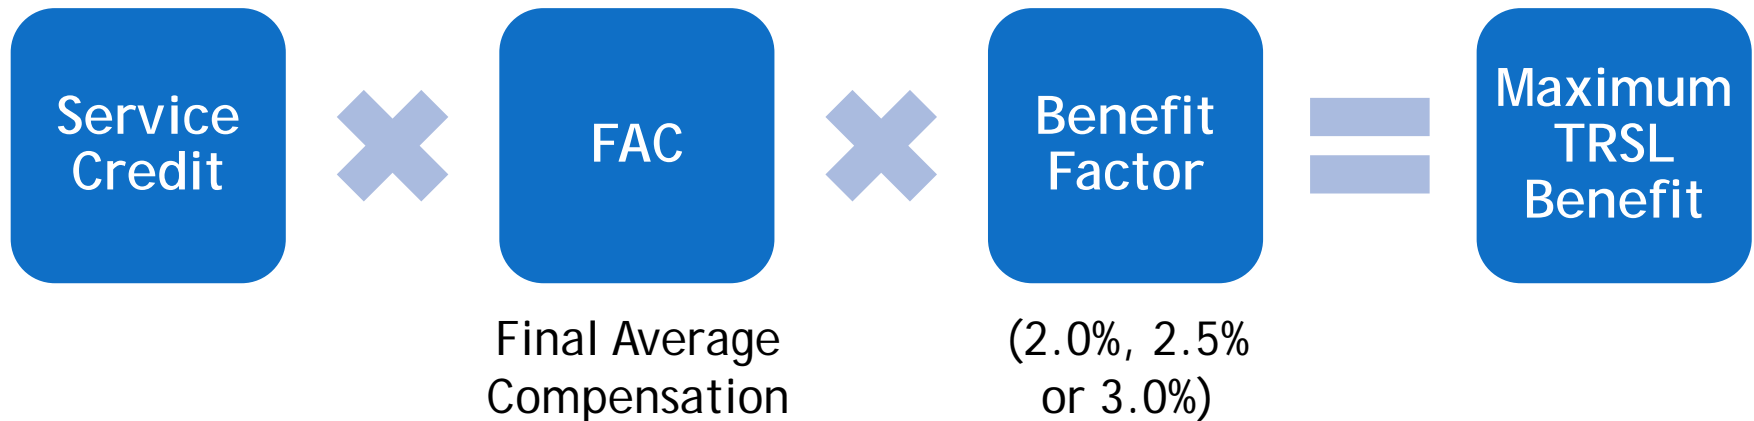 Service
Credit
FAC
Benefit
Factor
Maximum
TRSL
Benefit
Final Average
Compensation
(2.0%, 2.5%
or 3.0%)